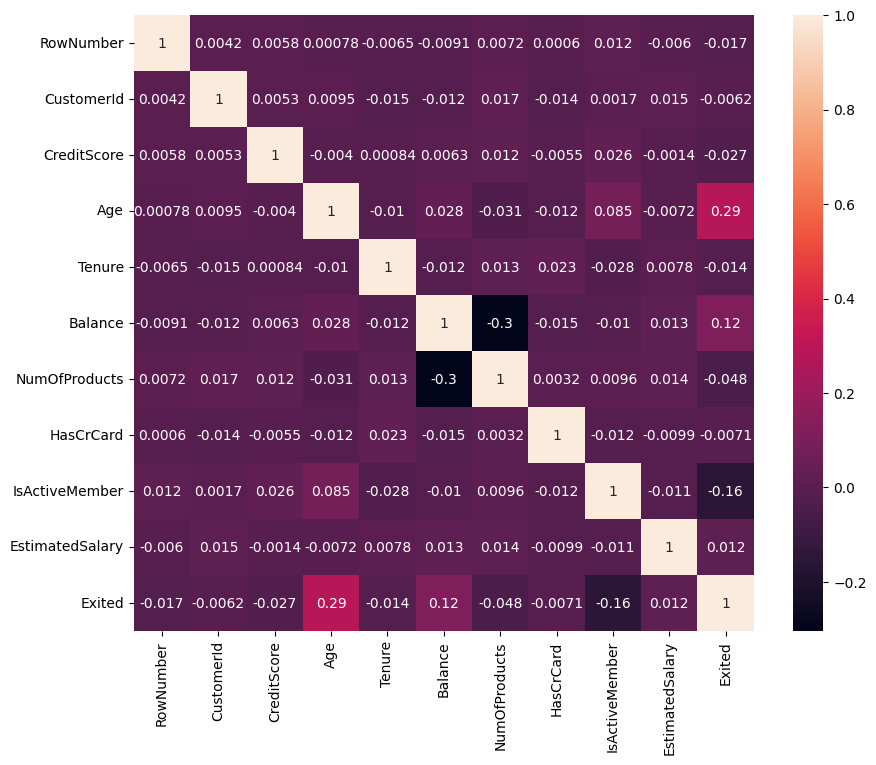 RowNumber 1 0.0042 0.0058 0.00078 -0.0065 -0.0091 0.0072 0.0006 0.012 -0.006 -0.017
CustomerId 0.0042 1 0.0053 0.0095 -0.015 -0.012 0.017 -0.014 0.0017 0.015 -0.0062
CreditScore 0.0058 0.0053 1 -0.004 0.00084 0.0063 0.012 -0.0055 0.026 -0.0014 -0.027
Age 0.00078 0.0095 -0.004 1 -0.01 0.028 -0.031 -0.012 0.085 -0.0072 0.29
Tenure -0.0065 -0.015 0.00084 -0.01 1 -0.012 0.013 0.023 -0.028 0.0078 -0.014
Balance -0.0091 -0.012 0.0063 0.028 -0.012 1 -0.3 -0.015 -0.01 0.013 0.12
NumOfProducts 0.0072 0.017 0.012 -0.031 0.013 -0.3 1 0.0032 0.0096 0.014 -0.048
HasCrCard 0.0006 -0.014 -0.0055 -0.012 0.023 -0.015 0.0032 1 -0.012 -0.0099 -0.0071
IsActiveMember 0.012 0.0017 0.026 0.085 -0.028 -0.01 0.0096 -0.012 1 -0.011 -0.16
EstimatedSalary -0.006 0.015 -0.0014 -0.0072 0.0078 0.013 0.014 -0.0099 -0.011 1 0.012
Exited -0.017 -0.0062 -0.027 0.29 -0.014 0.12 -0.048 -0.0071 -0.16 0.012 1
RowNumber
CustomerId
CreditScore
Age
Tenure
Balance
NumOfProducts
HasCrCard
IsActiveMember
EstimatedSalary
Exited
1.0
0.8
0.6
0.4
0.2
0.0
−0.2